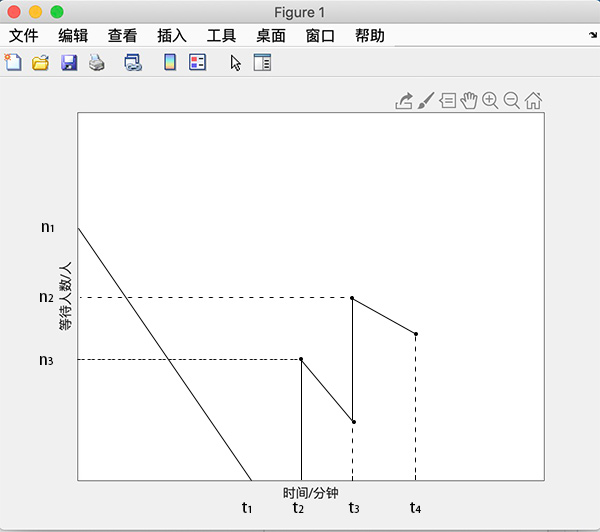 Figure 1
文件 编辑 查看 插入 工具 桌面 窗口 帮助
n1
n2
等待人数/人
n3
时间/分钟
t1 t2 t3 t4